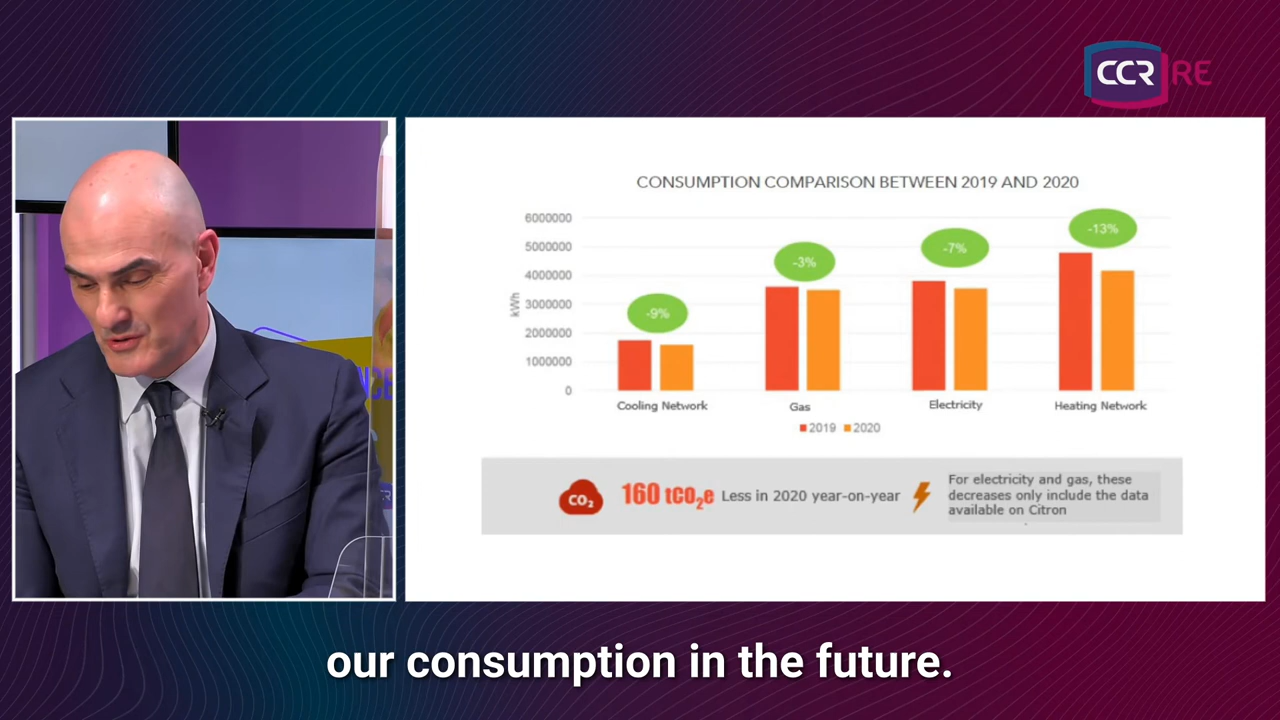 CCR RE
CONSUMPTION COMPARISON BETWEEN 2019 AND 2020
6000000
5000000
4000000
3000000
2000000
1000000
0
kWh
-9%
-3%
-7%
-13%
Cooling Network
Gas
Electricity
Heating Network
2019 2020
CO₂
160 tCO₂e Less in 2020 year-on-year
For electricity and gas, these
decreases only include the data
available on Citron
our consumption in the future.